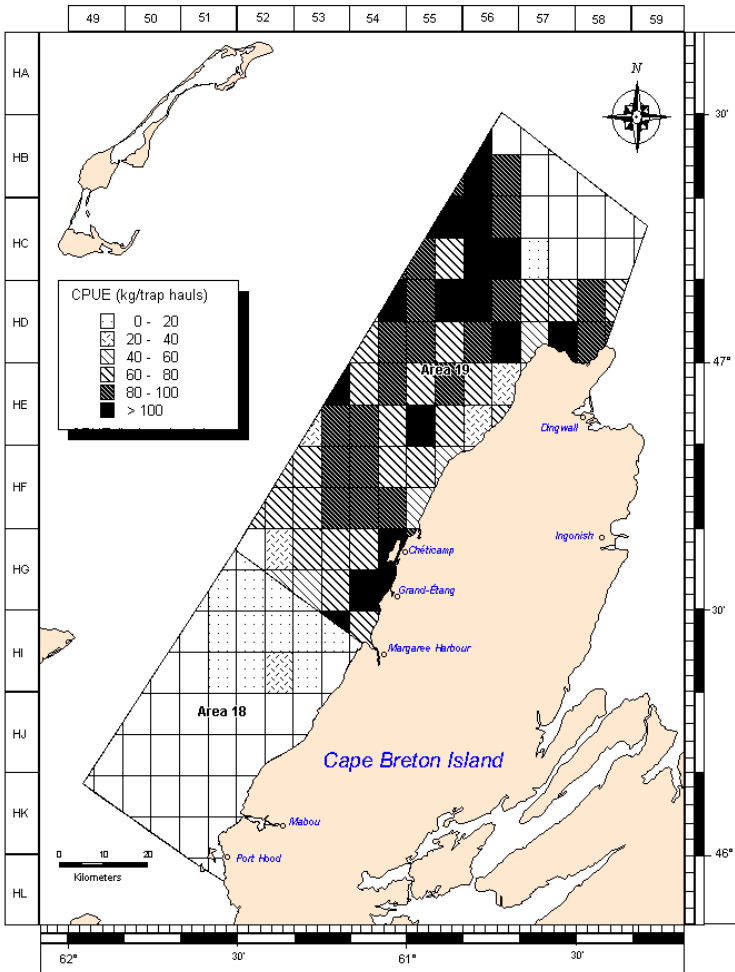 49 50 51 52 53 54 55 56 57 58 59
HA
HB
HC
HD
HE
HF
HG
HI
HJ
HK
HL
N
30'
47°
30'
46°
CPUE (kg/trap hauls)
0 - 20
20 - 40
40 - 60
60 - 80
80 - 100
> 100
Area 19
Dingwall
Ingonish
Chéticamp
Grand-Étang
Margaree Harbour
Area 18
Cape Breton Island
Mabou
Port Hood
0 10 20
Kilometers
62° 30' 61° 30'